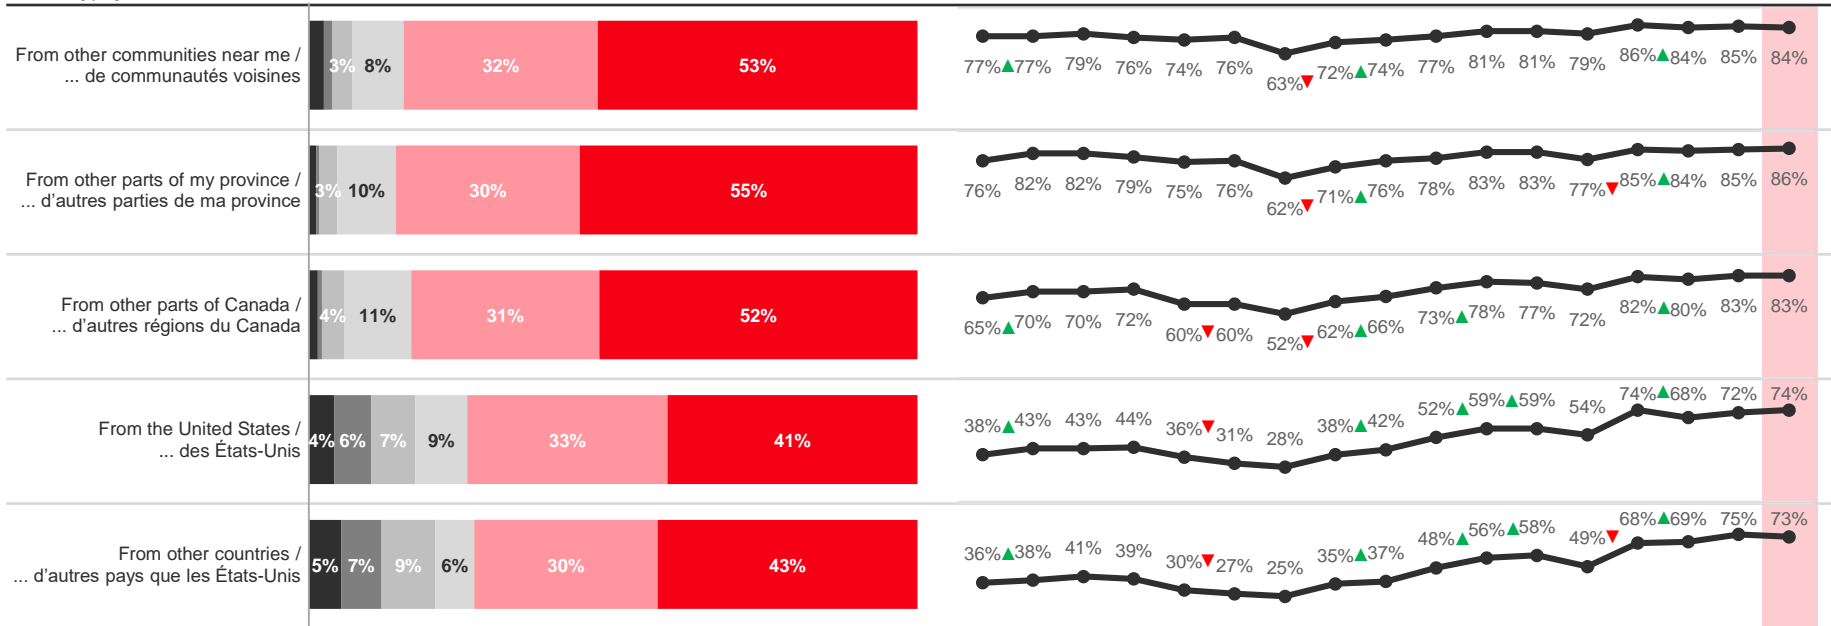 From other communities near me /
... de communautés voisines
3% 8% 32% 53%
77%▲77% 79% 76% 74% 76% 63%▼72%▲74% 77% 81% 81% 79% 86%▲84% 85% 84%
From other parts of my province /
... d'autres parties de ma province
3% 10% 30% 55%
76% 82% 82% 79% 75% 76% 62%▼71%▲76% 78% 83% 83% 77%▼85%▲84% 85% 86%
From other parts of Canada /
... d'autres régions du Canada
4% 11% 31% 52%
65%▲70% 70% 72% 60%▼60% 52%▼62%▲66% 73%▲78% 77% 72% 82%▲80% 83% 83%
From the United States /
... des États-Unis
4% 6% 7% 9% 33% 41%
38%▲43% 43% 44% 36%▼31% 28% 38%▲42% 52%▲59%▲59% 54% 74%▲68% 72% 74%
From other countries /
... d'autres pays que les États-Unis
5% 7% 9% 6% 30% 43%
36%▲38% 41% 39% 30%▼27% 25% 35%▲37% 48%▲56%▲58% 49%▼68%▲69% 75% 73%